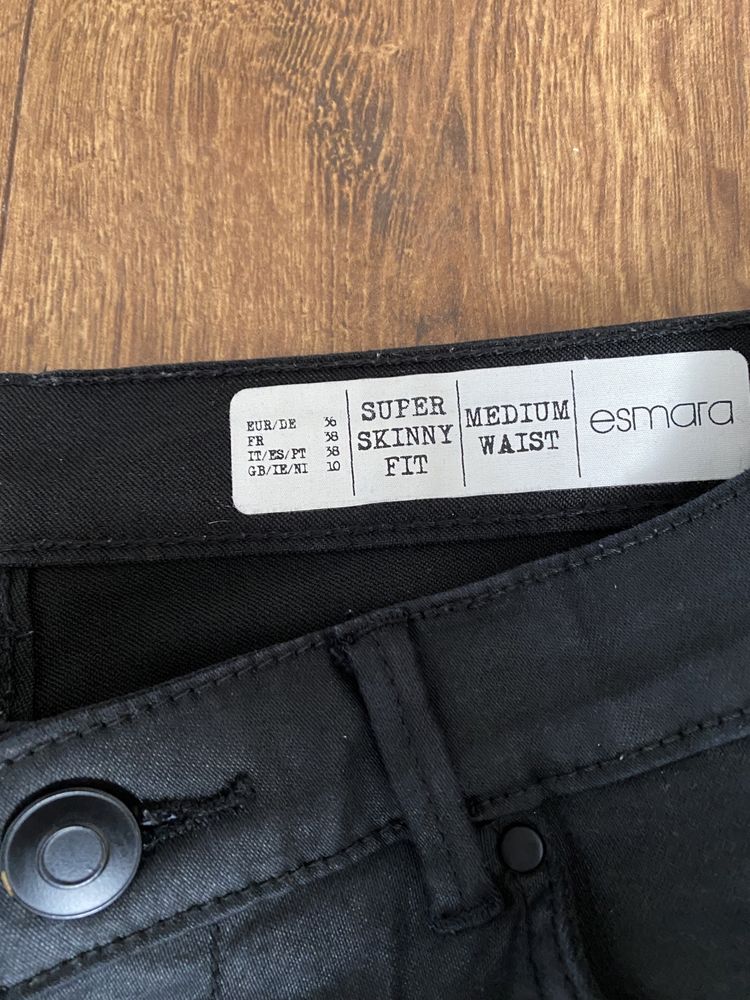 EUR/DE 36
FR 38
IT/ES/PT 38
GB/IE/NI 10
SUPER
SKINNY
FIT
MEDIUM
WAIST
esmara